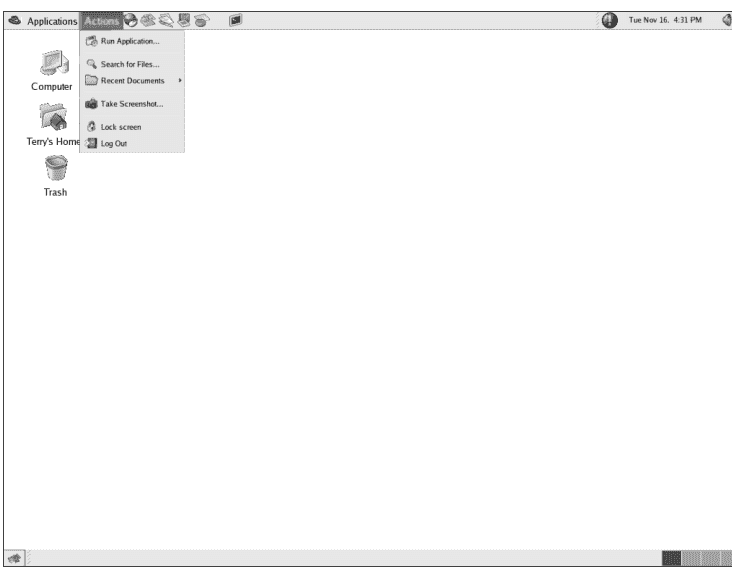 Applications Actions Tue Nov 16, 4:31 PM
Run Application...
Search for Files...
Recent Documents
Take Screenshot...
Lock screen
Log Out
Computer
Terry's Home
Trash